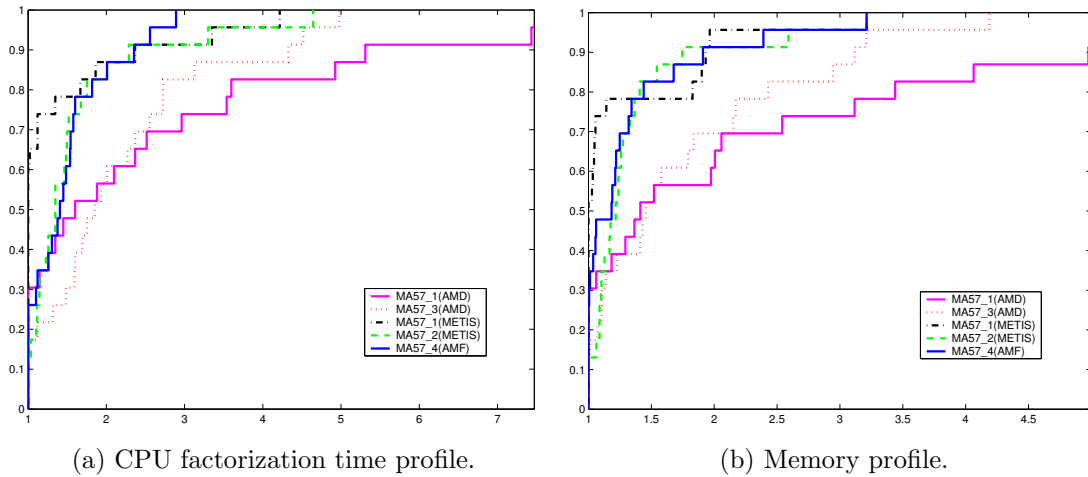 1
0.9
0.8
0.7
0.6
0.5
0.4
0.3
0.2
0.1
0
1 2 3 4 5 6 7
MA57_1(AMD)
MA57_3(AMD)
MA57_1(METIS)
MA57_2(METIS)
MA57_4(AMF)
(a) CPU factorization time profile.
1
0.9
0.8
0.7
0.6
0.5
0.4
0.3
0.2
0.1
0
1 1.5 2 2.5 3 3.5 4 4.5
MA57_1(AMD)
MA57_3(AMD)
MA57_1(METIS)
MA57_2(METIS)
MA57_4(AMF)
(b) Memory profile.